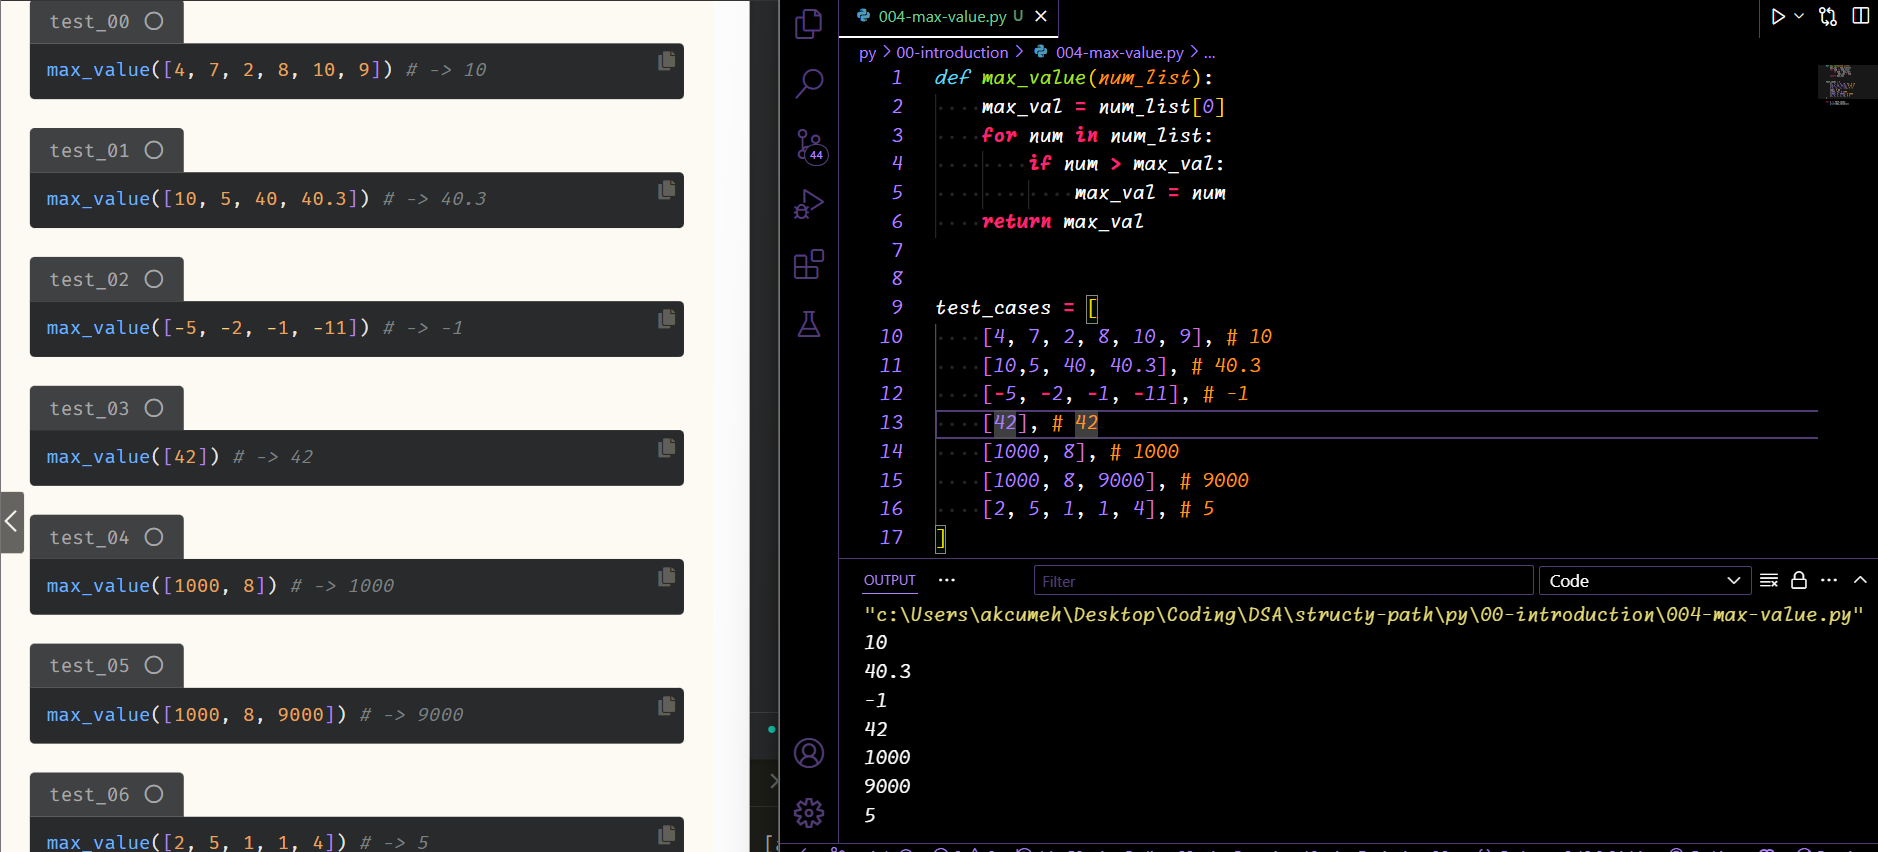 test_00
max_value([4, 7, 2, 8, 10, 9]) # -> 10
test_01
max_value([10, 5, 40, 40.3]) # -> 40.3
test_02
max_value([-5, -2, -1, -11]) # -> -1
test_03
max_value([42]) # -> 42
test_04
max_value([1000, 8]) # -> 1000
test_05
max_value([1000, 8, 9000]) # -> 9000
test_06
max_value([2, 5, 1, 1, 4]) # -> 5
44
004-max-value.py U
py > 00-introduction > 004-max-value.py > ...
1 def max_value(num_list):
2 max_val = num_list[0]
3 for num in num_list:
4 if num > max_val:
5 max_val = num
6 return max_val
7
8
9 test_cases = [
10 [4, 7, 2, 8, 10, 9], # 10
11 [10,5, 40, 40.3], # 40.3
12 [-5, -2, -1, -11], # -1
13 [42], # 42
14 [1000, 8], # 1000
15 [1000, 8, 9000], # 9000
16 [2, 5, 1, 1, 4], # 5
17 ]
OUTPUT ... Filter Code
"c:\Users\akcumeh\Desktop\Coding\DSA\structy-path\py\00-introduction\004-max-value.py"
10
40.3
-1
42
1000
9000
5